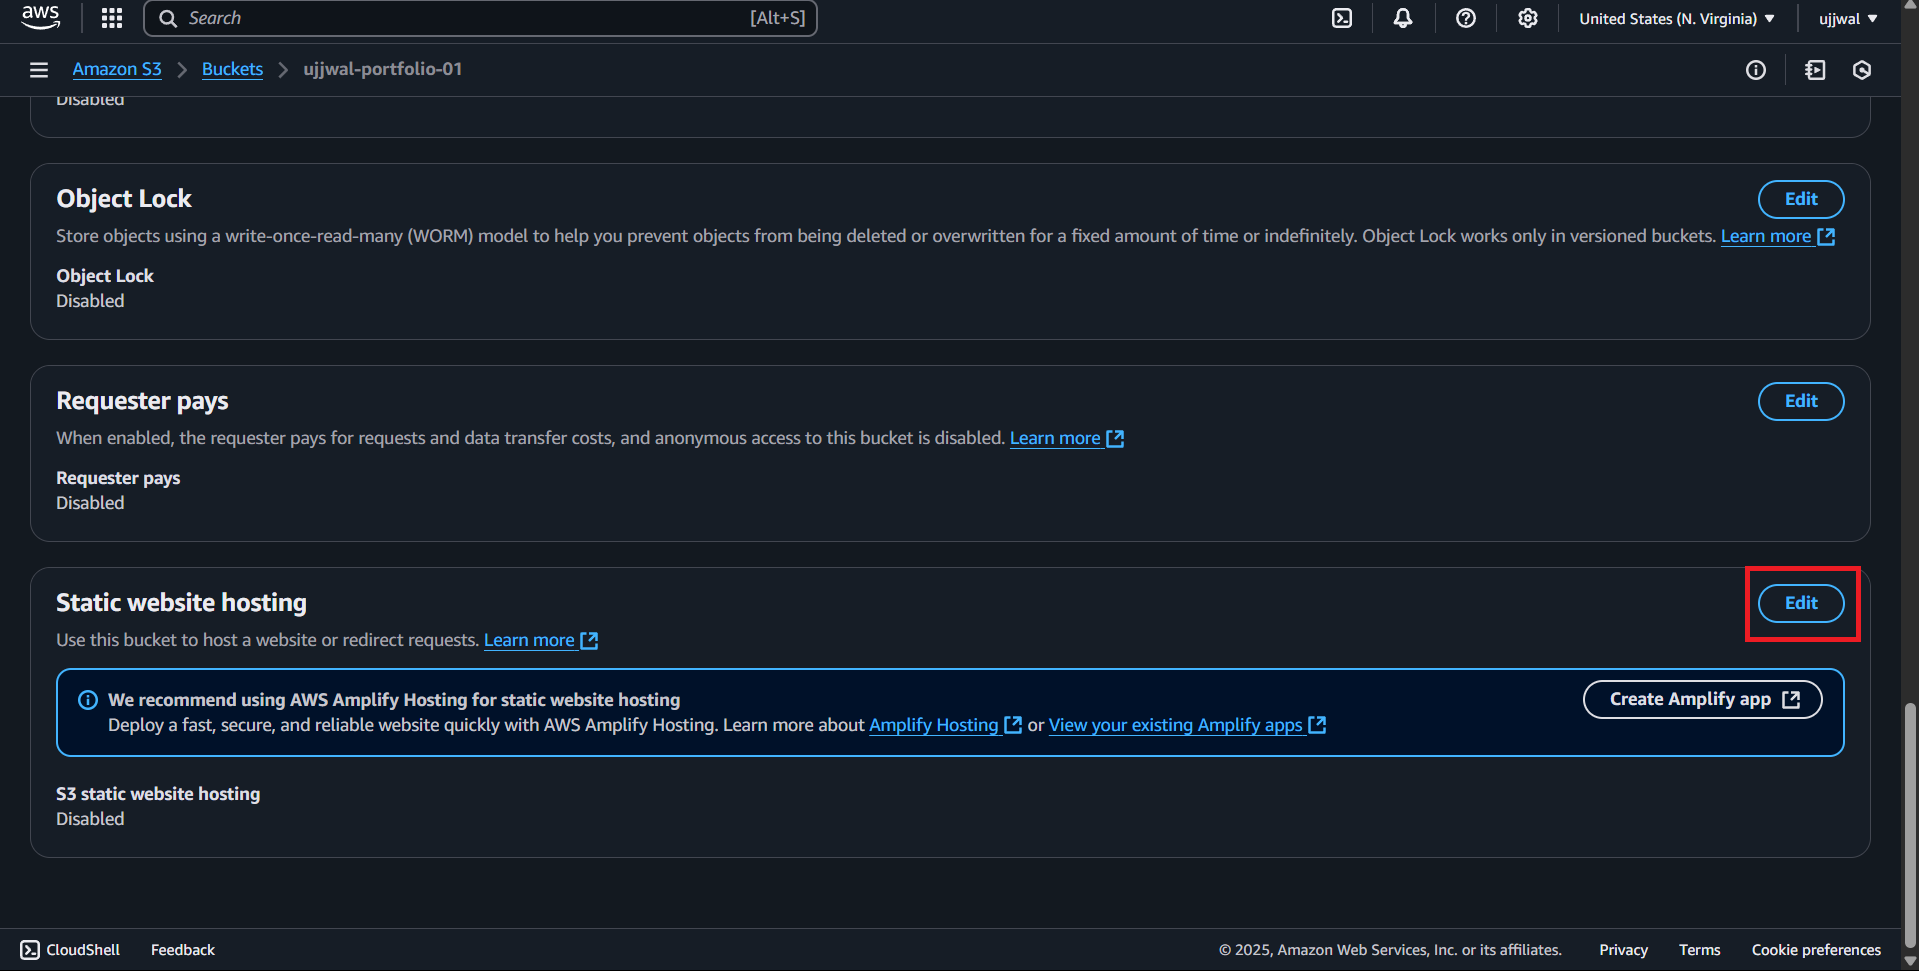 aws
Search [Alt+S]
United States (N. Virginia) ujjwal
Amazon S3 Buckets ujjwal-portfolio-01
Disabled
Object Lock
Edit
Store objects using a write-once-read-many (WORM) model to help you prevent objects from being deleted or overwritten for a fixed amount of time or indefinitely. Object Lock works only in versioned buckets. Learn more
Object Lock
Disabled
Requester pays
Edit
When enabled, the requester pays for requests and data transfer costs, and anonymous access to this bucket is disabled. Learn more
Requester pays
Disabled
Static website hosting
Edit
Use this bucket to host a website or redirect requests. Learn more
We recommend using AWS Amplify Hosting for static website hosting
Create Amplify app
Deploy a fast, secure, and reliable website quickly with AWS Amplify Hosting. Learn more about Amplify Hosting or View your existing Amplify apps
S3 static website hosting
Disabled
CloudShell Feedback © 2025, Amazon Web Services, Inc. or its affiliates. Privacy Terms Cookie preferences